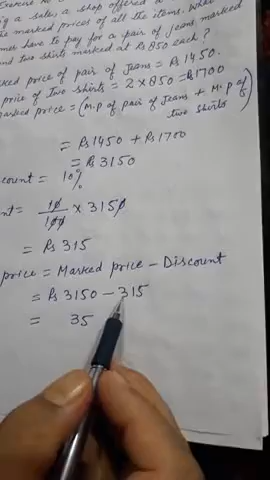 g a sale, a shop offered a
the marked prices of all the items. What
mer have to pay for a pair of jeans marked
and two shirts marked at Rs 850 each?
ked price of pair of Jeans = Rs 1450.
price of two shirts = 2 × 850 = Rs 1700
marked price = (M.P of pair of Jeans + M.P of two shirts)
= Rs 1450 + Rs 1700
= Rs 3150
count = 10%
nt = 10/100 × 3150
= Rs 315
price = Marked price - Discount
= Rs 3150 - 315
= 35